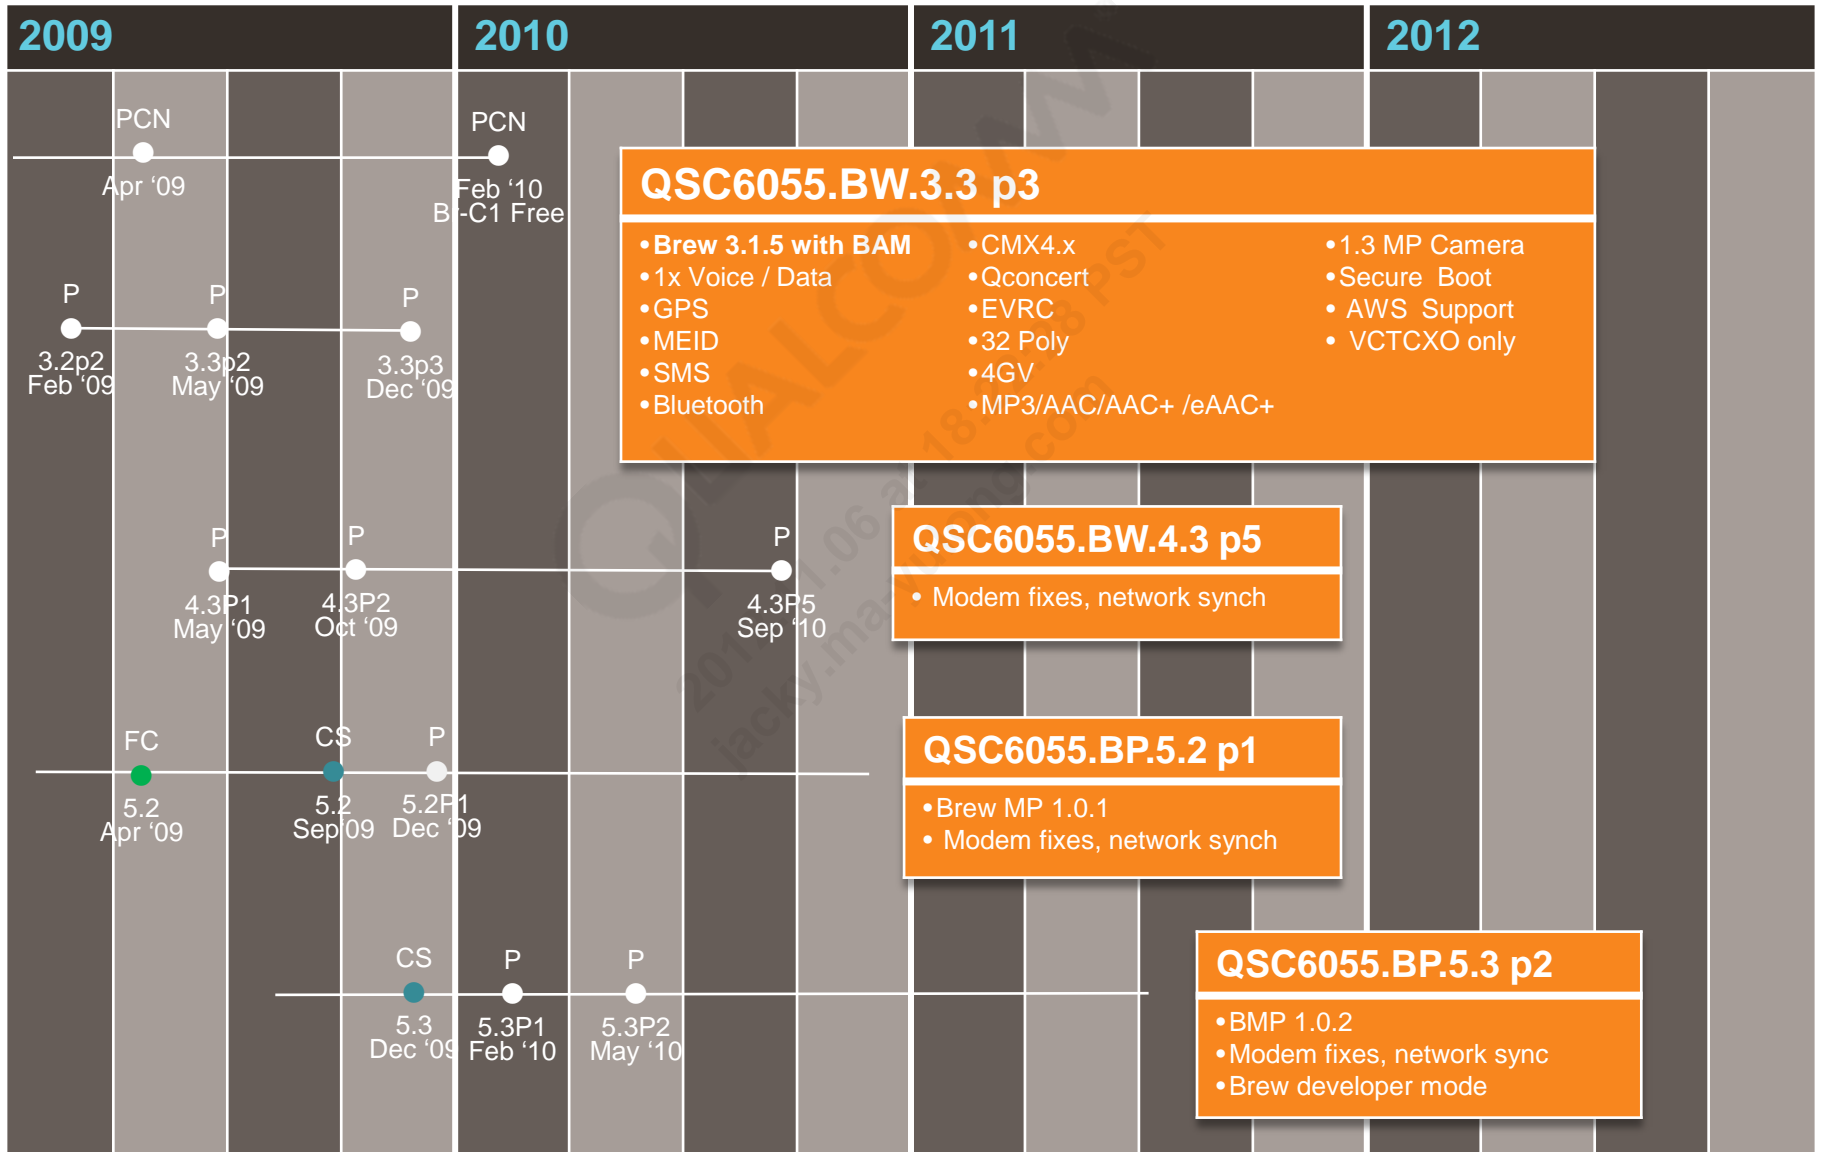 2009
2010
2011
2012
PCN
Apr ‘09
PCN
Feb ‘10
Br-C1 Free
P
3.2p2
Feb ‘09
P
3.3p2
May ‘09
P
3.3p3
Dec ‘09
QSC6055.BW.3.3 p3
•Brew 3.1.5 with BAM
•1x Voice / Data
•GPS
•MEID
•SMS
•Bluetooth
•CMX4.x
•Qconcert
•EVRC
•32 Poly
•4GV
•MP3/AAC/AAC+ /eAAC+
•1.3 MP Camera
•Secure Boot
• AWS Support
• VCTCXO only
P
4.3P1
May ‘09
P
4.3P2
Oct ‘09
P
4.3P5
Sep ‘10
QSC6055.BW.4.3 p5
• Modem fixes, network synch
FC
5.2
Apr ‘09
CS
5.2
Sep‘09
P
5.2P1
Dec ‘09
QSC6055.BP.5.2 p1
•Brew MP 1.0.1
• Modem fixes, network synch
CS
5.3
Dec ‘09
P
5.3P1
Feb ‘10
P
5.3P2
May ‘10
QSC6055.BP.5.3 p2
•BMP 1.0.2
•Modem fixes, network sync
•Brew developer mode
QUALCOMM
PST